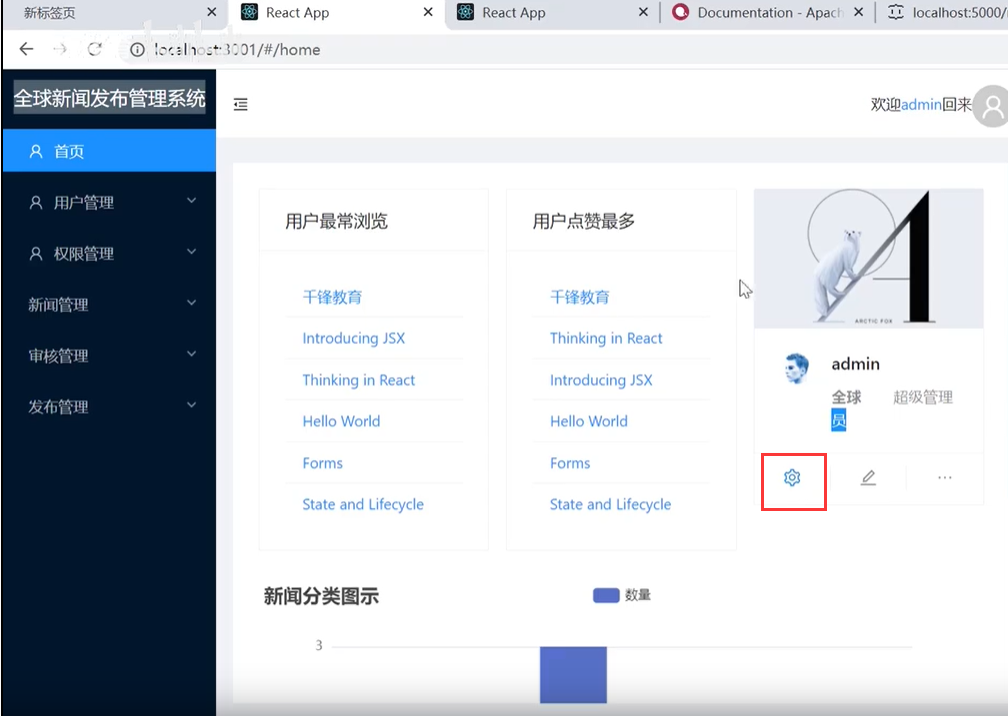 新标签页
React App
React App
Documentation - Apach
localhost:5000/
localhost:3001/#/home
全球新闻发布管理系统
欢迎admin回来
首页
用户管理
权限管理
新闻管理
审核管理
发布管理
用户最常浏览
千锋教育
Introducing JSX
Thinking in React
Hello World
Forms
State and Lifecycle
用户点赞最多
千锋教育
Thinking in React
Introducing JSX
Hello World
Forms
State and Lifecycle
A
ARCTIC FOX
admin
全球 超级管理
员
新闻分类图示
数量
3